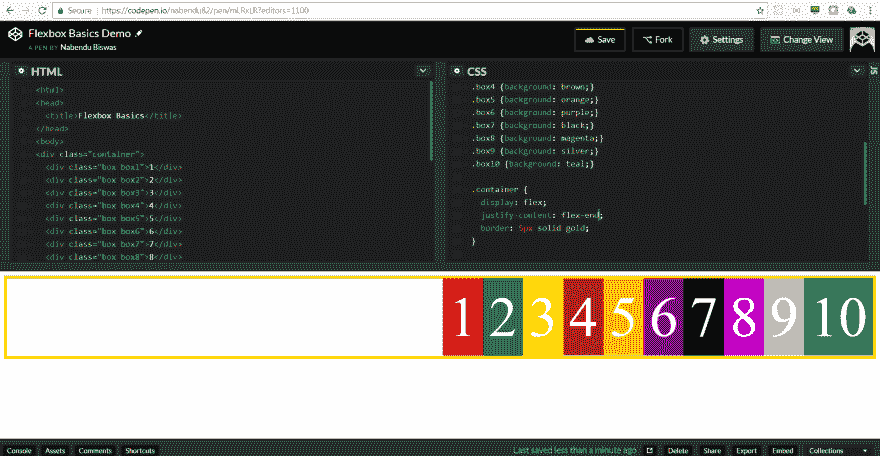 Secure https://codepen.io/nabendu82/pen/mLRxLR?editors=1100
Flexbox Basics Demo
A PEN BY Nabendu Biswas
Save
Fork
Settings
Change View
HTML
<html>
<head>
<title>Flexbox Basics</title>
</head>
<body>
<div class="container">
<div class="box box1">1</div>
<div class="box box2">2</div>
<div class="box box3">3</div>
<div class="box box4">4</div>
<div class="box box5">5</div>
<div class="box box6">6</div>
<div class="box box7">7</div>
<div class="box box8">8</div>
CSS
.box4 {background: brown;}
.box5 {background: orange;}
.box6 {background: purple;}
.box7 {background: black;}
.box8 {background: magenta;}
.box9 {background: silver;}
.box10 {background: teal;}
.container {
display: flex;
justify-content: flex-end;
border: 5px solid gold;
}
JS
1 2 3 4 5 6 7 8 9 10
Console Assets Comments Shortcuts Last saved less than a minute ago Delete Share Export Embed Collections